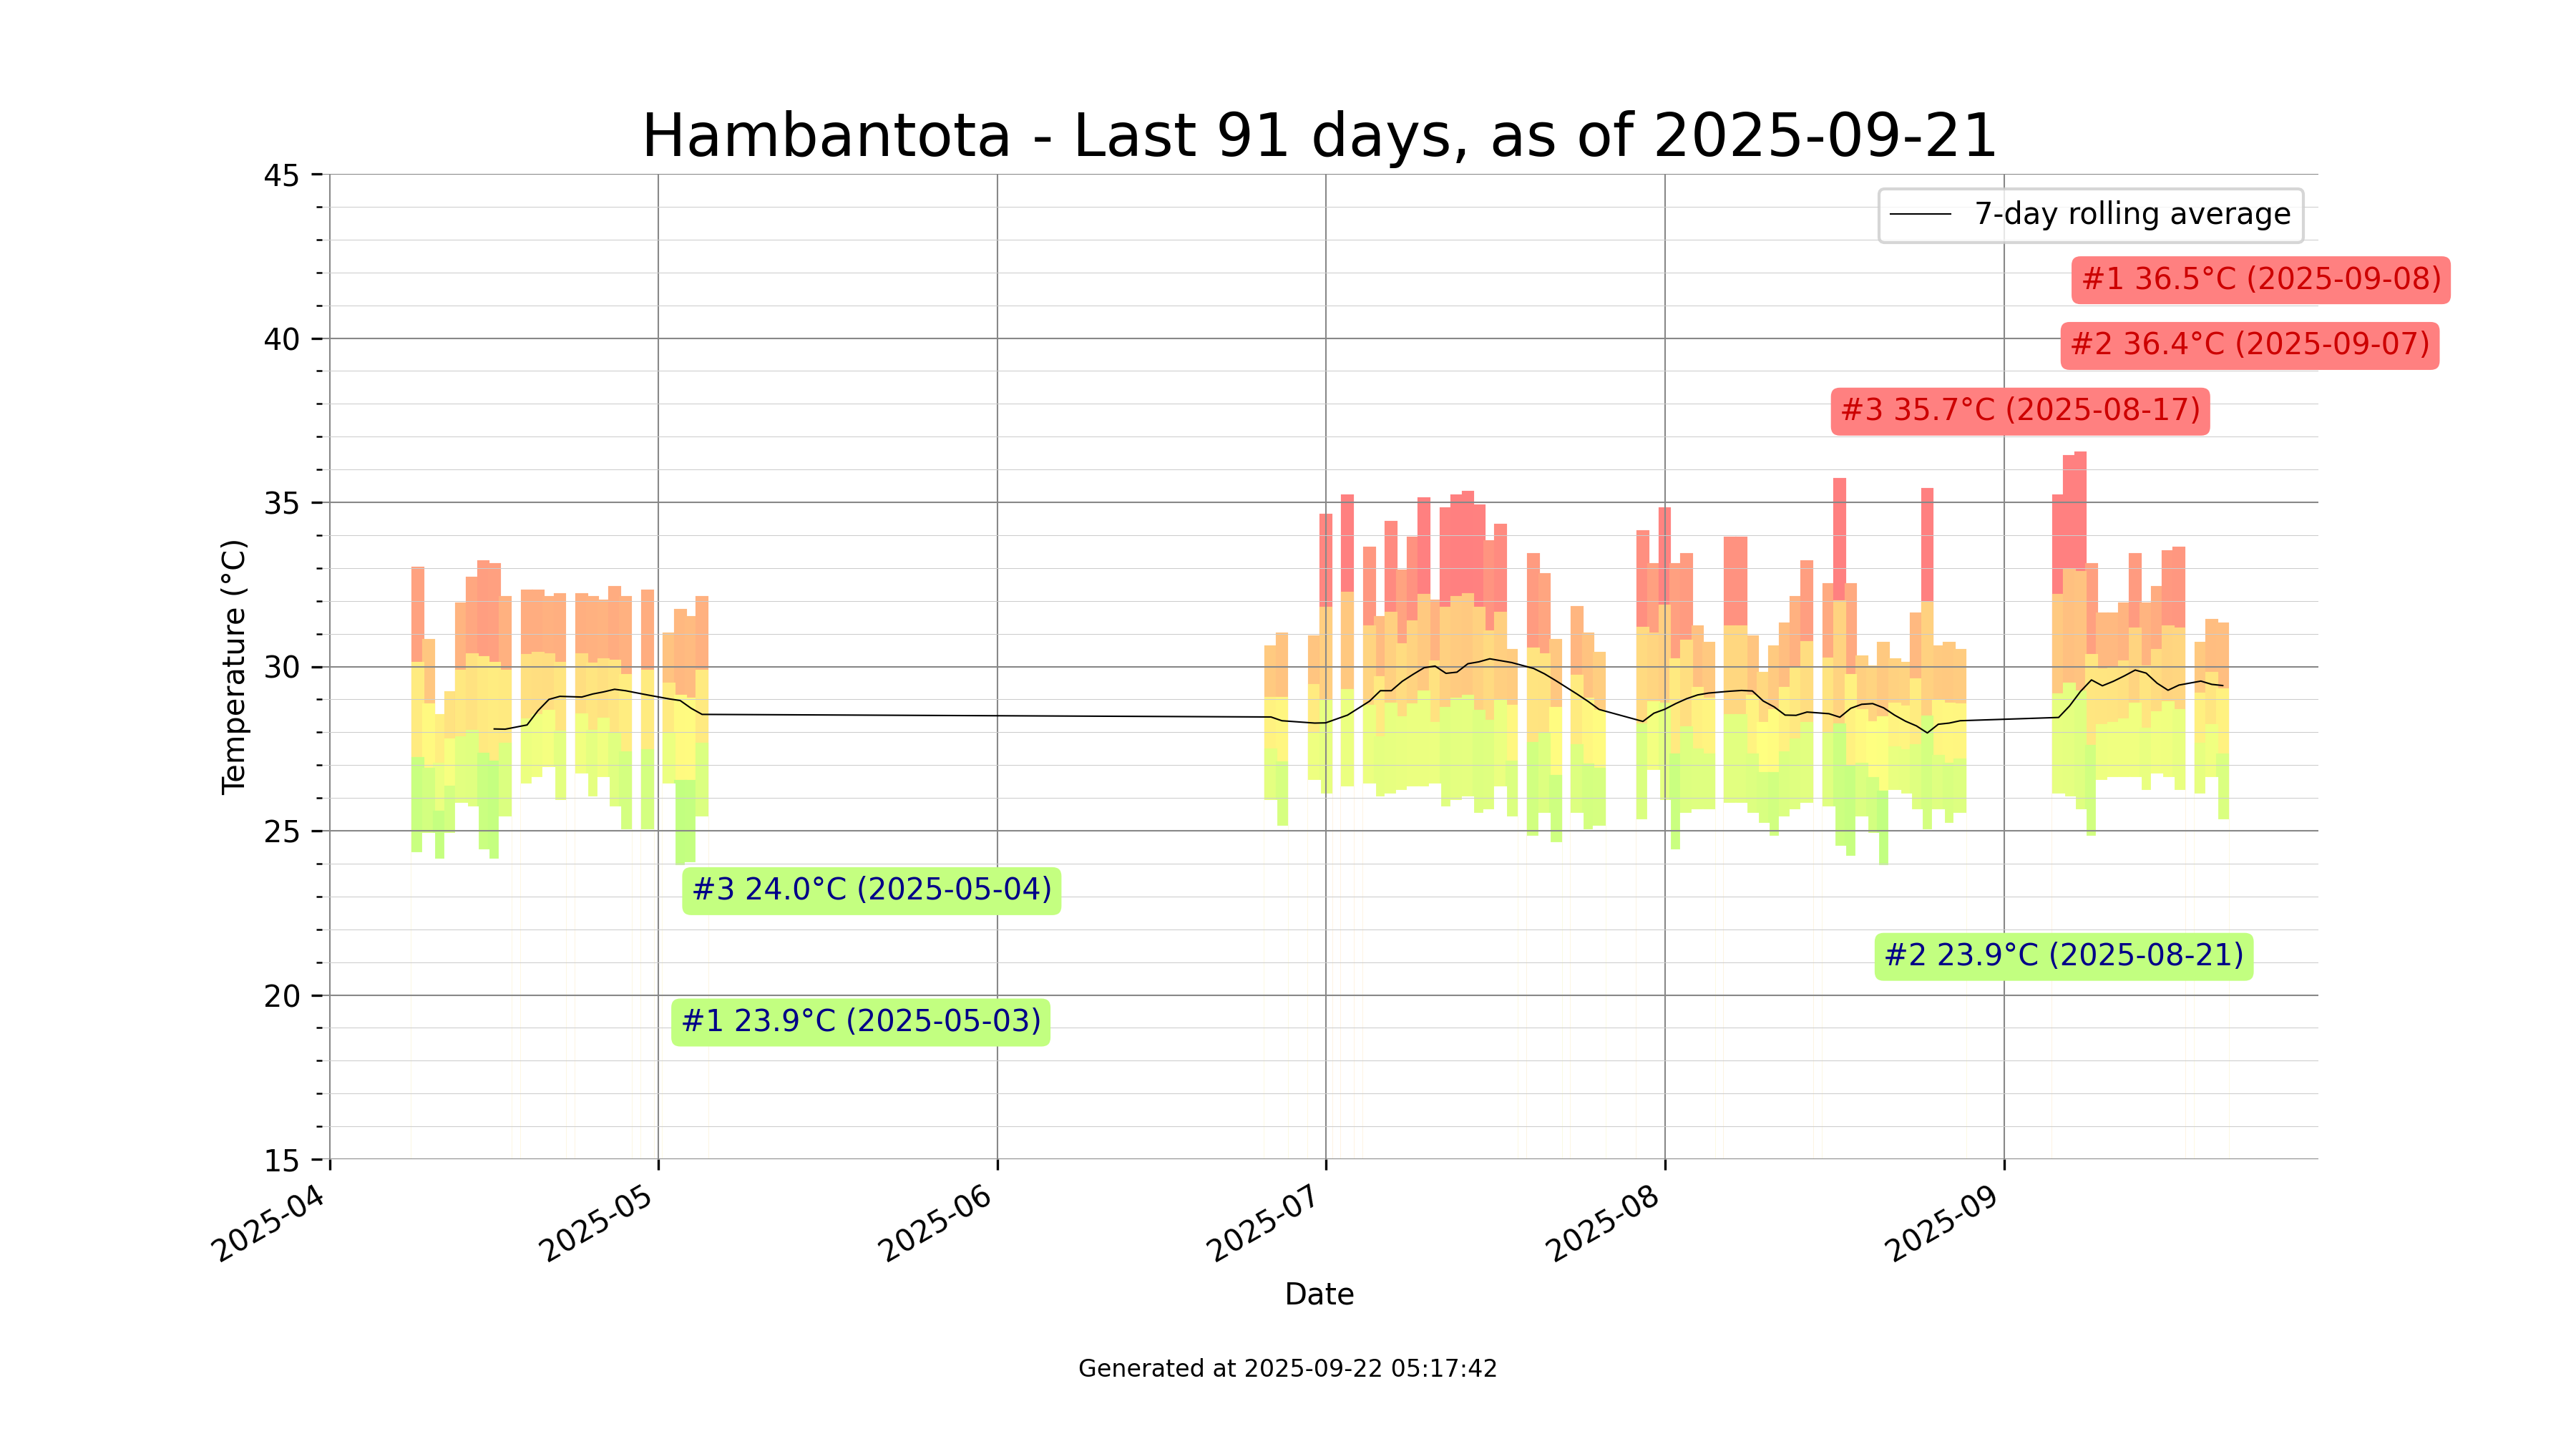 Hambantota - Last 91 days, as of 2025-09-21
45
40
35
30
25
20
15
Temperature (°C)
7-day rolling average
#1 36.5°C (2025-09-08)
#2 36.4°C (2025-09-07)
#3 35.7°C (2025-08-17)
#3 24.0°C (2025-05-04)
#2 23.9°C (2025-08-21)
#1 23.9°C (2025-05-03)
2025-04
2025-05
2025-06
2025-07
2025-08
2025-09
Date
Generated at 2025-09-22 05:17:42